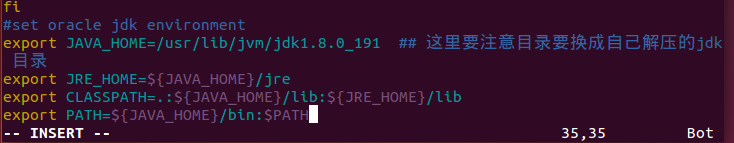 fi
#set oracle jdk environment
export JAVA_HOME=/usr/lib/jvm/jdk1.8.0_191  ## 这里要注意目录要换成自己解压的jdk
 目录
export JRE_HOME=${JAVA_HOME}/jre
export CLASSPATH=.:${JAVA_HOME}/lib:${JRE_HOME}/lib
export PATH=${JAVA_HOME}/bin:$PATH
-- INSERT --                                    35,35         Bot